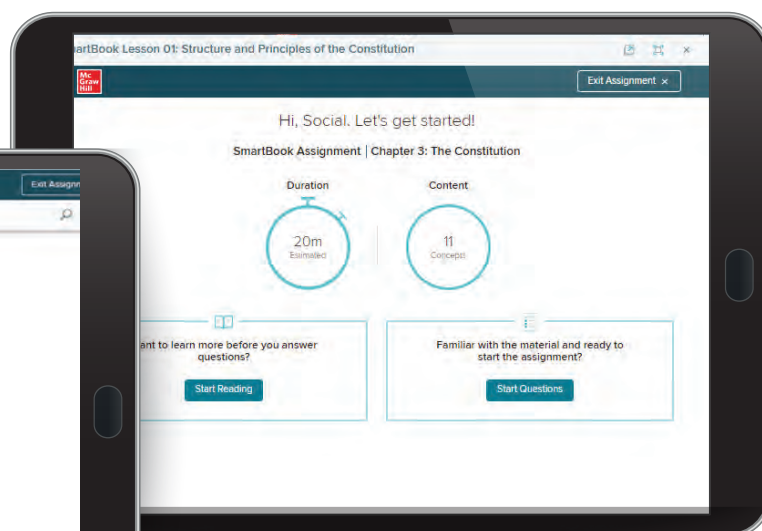 artBook Lesson 01: Structure and Principles of the Constitution
Mc
Graw
Hill
Exit Assignment ×
Hi, Social. Let's get started!
SmartBook Assignment | Chapter 3: The Constitution
Duration
Content
20m
Estimated
11
Concepts
ant to learn more before you answer
questions?
Start Reading
Familiar with the material and ready to
start the assignment?
Start Questions
Exit Assignm